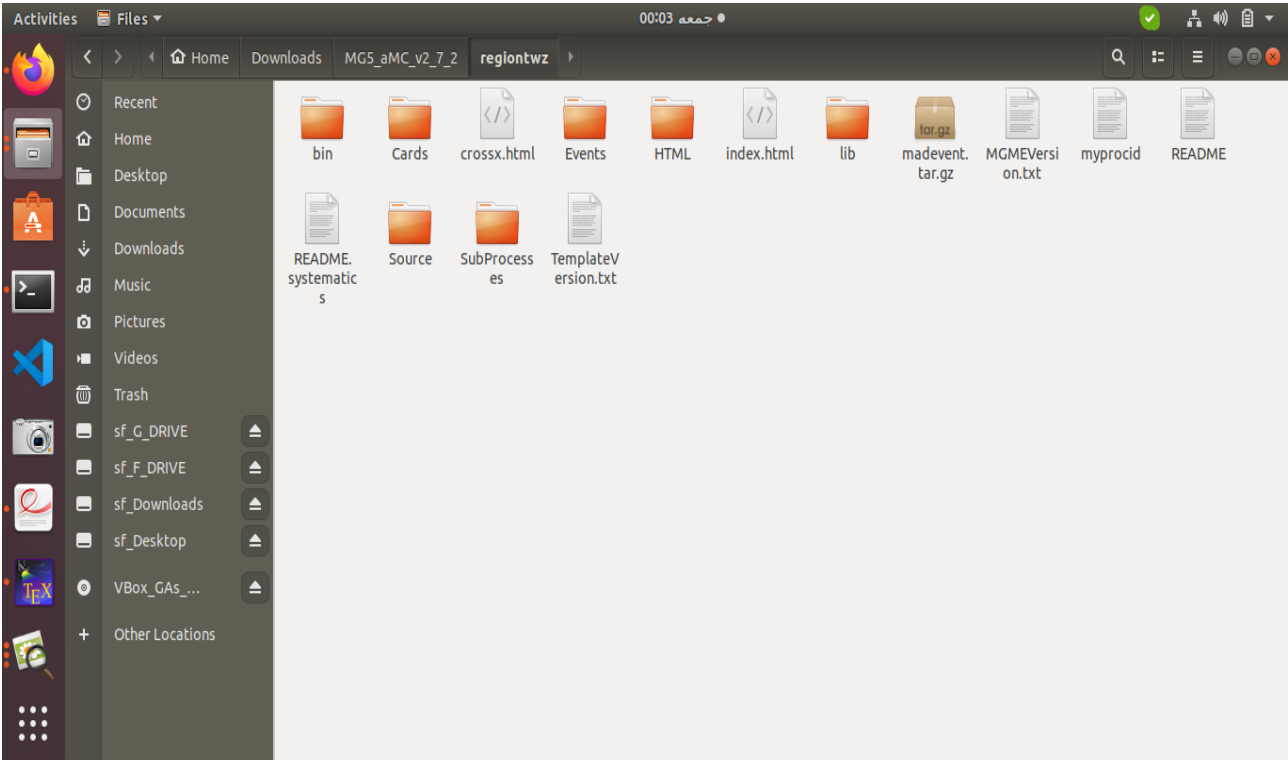 Activities Files 00:03 جمعه
Home Downloads MG5_aMC_v2_7_2 regiontwz
Recent
Home
Desktop
Documents
Downloads
Music
Pictures
Videos
Trash
sf_G_DRIVE
sf_F_DRIVE
sf_Downloads
sf_Desktop
VBox_GAs_...
Other Locations
</>
</>
tar.gz
bin Cards crossx.html Events HTML index.html lib madevent. MGMEVersi myprocid README
tar.gz on.txt
README. Source SubProcess TemplateV
systematic es ersion.txt
s
TEX